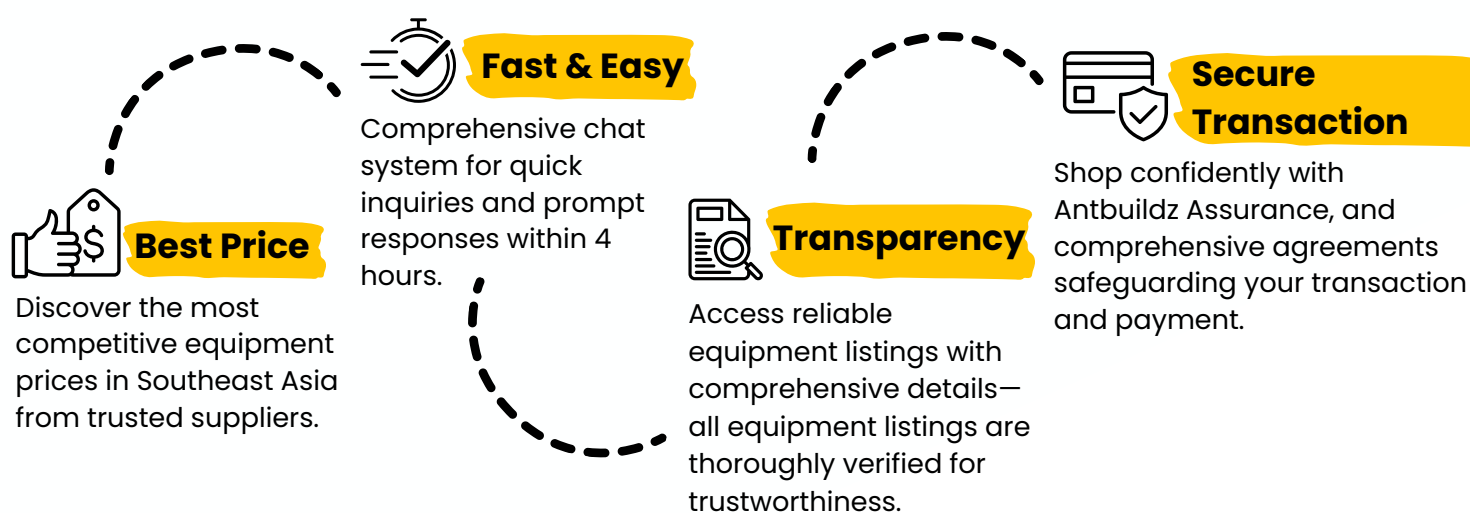 Best Price
Discover the most
competitive equipment
prices in Southeast Asia
from trusted suppliers.
Fast & Easy
Comprehensive chat
system for quick
inquiries and prompt
responses within 4
hours.
Transparency
Access reliable
equipment listings with
comprehensive details—
all equipment listings are
thoroughly verified for
trustworthiness.
Secure
Transaction
Shop confidently with
Antbuildz Assurance, and
comprehensive agreements
safeguarding your transaction
and payment.